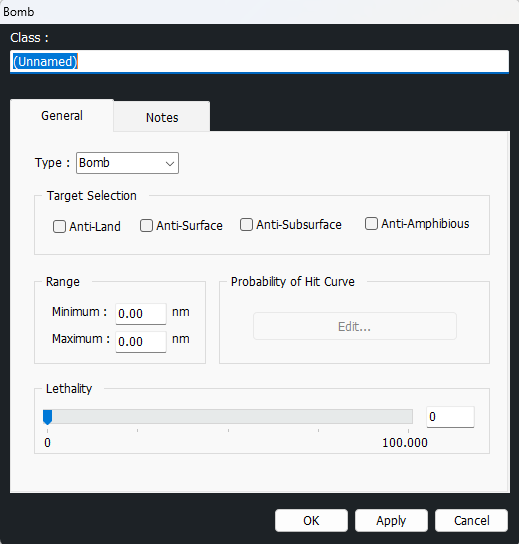 Bomb
Class :
(Unnamed)
General Notes
Type : Bomb
Target Selection
Anti-Land Anti-Surface Anti-Subsurface Anti-Amphibious
Range Probability of Hit Curve
Minimum : 0.00 nm
Edit...
Maximum : 0.00 nm
Lethality
0
0 100.000
OK Apply Cancel